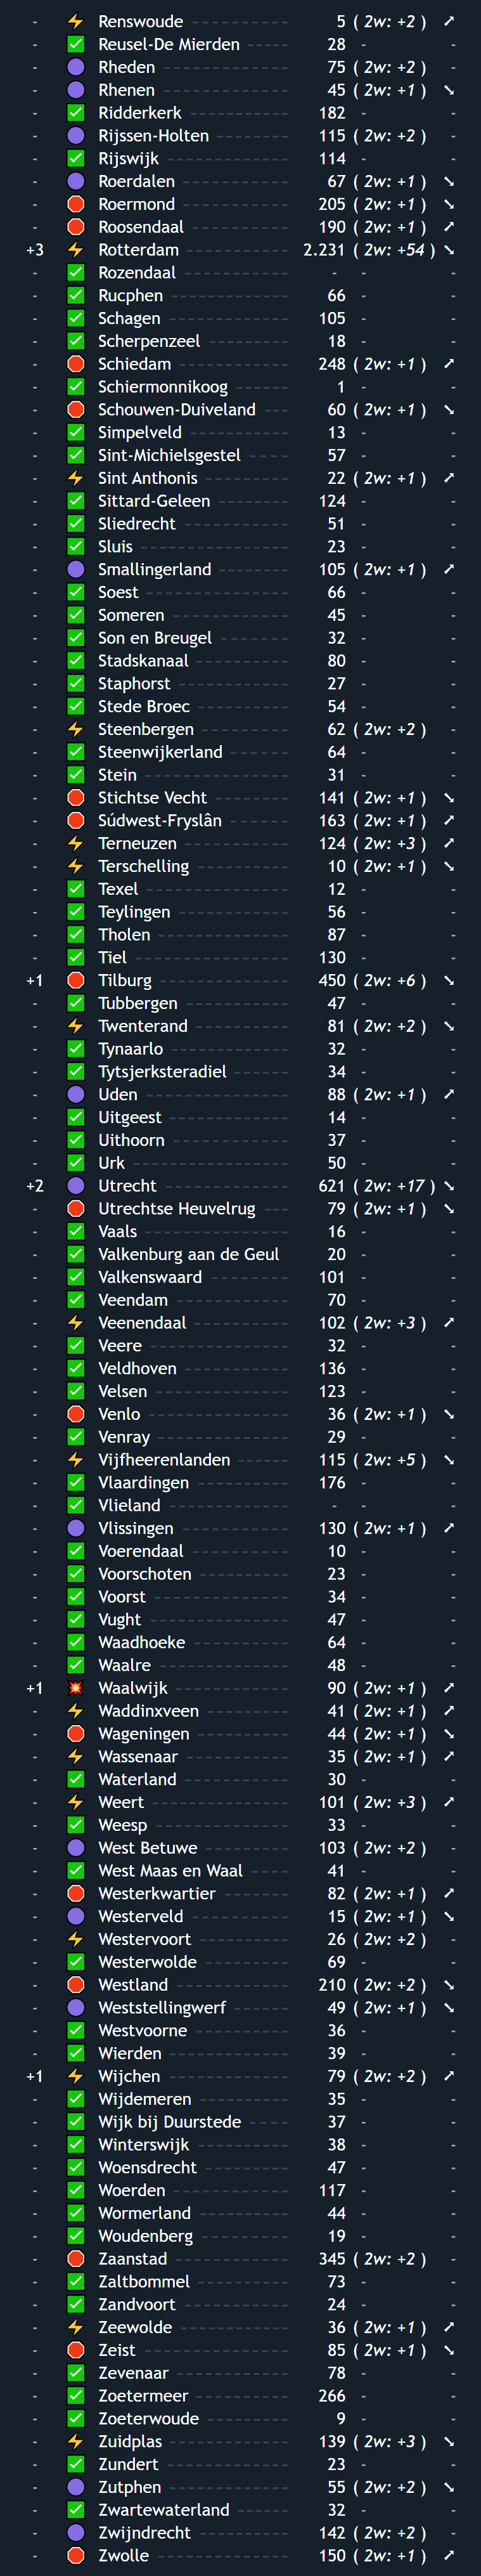 - ⚡ Renswoude ------------ 5 ( 2w: +2 ) ➚
- ✅ Reusel-De Mierden ----- 28 - -
- 🟣 Rheden --------------- 75 ( 2w: +2 ) -
- 🟣 Rhenen --------------- 45 ( 2w: +1 ) ➘
- ✅ Ridderkerk ------------ 182 - -
- 🟣 Rijssen-Holten --------- 115 ( 2w: +2 ) -
- ✅ Rijswijk -------------- 114 - -
- 🟣 Roerdalen ------------ 67 ( 2w: +1 ) ➘
- 🛑 Roermond ------------ 205 ( 2w: +1 ) ➘
- 🛑 Roosendaal ----------- 190 ( 2w: +1 ) ➚
+3 ⚡ Rotterdam ------------ 2.231 ( 2w: +54 ) ➘
- ✅ Rozendaal ------------ - - -
- ✅ Rucphen -------------- 66 - -
- ✅ Schagen -------------- 105 - -
- ✅ Scherpenzeel ---------- 18 - -
- 🛑 Schiedam ------------- 248 ( 2w: +1 ) ➚
- ✅ Schiermonnikoog ------- 1 - -
- 🛑 Schouwen-Duiveland ---- 60 ( 2w: +1 ) ➘
- ✅ Simpelveld ------------ 13 - -
- ✅ Sint-Michielsgestel ----- 57 - -
- ⚡ Sint Anthonis ---------- 22 ( 2w: +1 ) ➚
- ✅ Sittard-Geleen --------- 124 - -
- ✅ Sliedrecht ------------ 51 - -
- ✅ Sluis ----------------- 23 - -
- 🟣 Smallingerland -------- 105 ( 2w: +1 ) ➚
- ✅ Soest ---------------- 66 - -
- ✅ Someren ------------- 45 - -
- ✅ Son en Breugel -------- 32 - -
- ✅ Stadskanaal ----------- 80 - -
- ✅ Staphorst ------------ 27 - -
- ✅ Stede Broec ---------- 54 - -
- ⚡ Steenbergen ---------- 62 ( 2w: +2 ) -
- ✅ Steenwijkerland ------- 64 - -
- ✅ Stein ---------------- 31 - -
- 🛑 Stichtse Vecht -------- 141 ( 2w: +1 ) ➘
- 🛑 Súdwest-Fryslân ------- 163 ( 2w: +1 ) ➚
- ⚡ Terneuzen ------------ 124 ( 2w: +3 ) ➚
- ⚡ Terschelling ---------- 10 ( 2w: +1 ) ➘
- ✅ Texel ---------------- 12 - -
- ✅ Teylingen ------------ 56 - -
- ✅ Tholen --------------- 87 - -
- ✅ Tiel ----------------- 130 - -
+1 🛑 Tilburg --------------- 450 ( 2w: +6 ) ➘
- ✅ Tubbergen ------------ 47 - -
- ⚡ Twenterand ----------- 81 ( 2w: +2 ) ➘
- ✅ Tynaarlo ------------- 32 - -
- ✅ Tytsjerksteradiel ------- 34 - -
- 🟣 Uden ---------------- 88 ( 2w: +1 ) ➚
- ✅ Uitgeest -------------- 14 - -
- ✅ Uithoorn ------------- 37 - -
- ✅ Urk ------------------ 50 - -
+2 🟣 Utrecht -------------- 621 ( 2w: +17 ) ➘
- 🛑 Utrechtse Heuvelrug ---- 79 ( 2w: +1 ) ➘
- ✅ Vaals ---------------- 16 - -
- ✅ Valkenburg aan de Geul 20 - -
- ✅ Valkenswaard --------- 101 - -
- ✅ Veendam ------------- 70 - -
- ⚡ Veenendaal ----------- 102 ( 2w: +3 ) ➚
- ✅ Veere ---------------- 32 - -
- ✅ Veldhoven ------------ 136 - -
- ✅ Velsen --------------- 123 - -
- 🛑 Venlo ---------------- 36 ( 2w: +1 ) ➘
- ✅ Venray --------------- 29 - -
- ⚡ Vijfheerenlanden ------ 115 ( 2w: +5 ) ➘
- ✅ Vlaardingen ----------- 176 - -
- ✅ Vlieland -------------- - - -
- 🟣 Vlissingen ------------ 130 ( 2w: +1 ) ➚
- ✅ Voerendaal ----------- 10 - -
- ✅ Voorschoten ---------- 23 - -
- ✅ Voorst --------------- 34 - -
- ✅ Vught ---------------- 47 - -
- ✅ Waadhoeke ----------- 64 - -
- ✅ Waalre --------------- 48 - -
+1 💥 Waalwijk ------------- 90 ( 2w: +1 ) ➚
- ⚡ Waddinxveen ---------- 41 ( 2w: +1 ) ➚
- 🛑 Wageningen ---------- 44 ( 2w: +1 ) ➘
- ⚡ Wassenaar ------------ 35 ( 2w: +1 ) ➚
- ✅ Waterland ------------ 30 - -
- ⚡ Weert ---------------- 101 ( 2w: +3 ) ➚
- ✅ Weesp --------------- 33 - -
- 🟣 West Betuwe ---------- 103 ( 2w: +2 ) -
- ✅ West Maas en Waal ----- 41 - -
- 🛑 Westerkwartier -------- 82 ( 2w: +1 ) ➚
- 🟣 Westerveld ----------- 15 ( 2w: +1 ) ➘
- ⚡ Westervoort ---------- 26 ( 2w: +2 ) -
- ✅ Westerwolde ---------- 69 - -
- 🛑 Westland ------------- 210 ( 2w: +2 ) ➘
- 🟣 Weststellingwerf ------ 49 ( 2w: +1 ) ➘
- ✅ Westvoorne ---------- 36 - -
- ✅ Wierden ------------- 39 - -
+1 ⚡ Wijchen -------------- 79 ( 2w: +2 ) ➚
- ✅ Wijdemeren ---------- 35 - -
- ✅ Wijk bij Duurstede ---- 37 - -
- ✅ Winterswijk ---------- 38 - -
- ✅ Woensdrecht --------- 47 - -
- ✅ Woerden ------------- 117 - -
- ✅ Wormerland ---------- 44 - -
- ✅ Woudenberg ---------- 19 - -
- 🛑 Zaanstad ------------- 345 ( 2w: +2 ) -
- ✅ Zaltbommel ---------- 73 - -
- ✅ Zandvoort ------------ 24 - -
- ⚡ Zeewolde ------------ 36 ( 2w: +1 ) ➚
- 🛑 Zeist ---------------- 85 ( 2w: +1 ) ➘
- ✅ Zevenaar ------------- 78 - -
- ✅ Zoetermeer ----------- 266 - -
- ✅ Zoeterwoude --------- 9 - -
- ⚡ Zuidplas ------------- 139 ( 2w: +3 ) ➘
- ✅ Zundert -------------- 23 - -
- 🟣 Zutphen -------------- 55 ( 2w: +2 ) ➘
- ✅ Zwartewaterland ------ 32 - -
- 🟣 Zwijndrecht ---------- 142 ( 2w: +2 ) -
- 🛑 Zwolle --------------- 150 ( 2w: +1 ) ➚